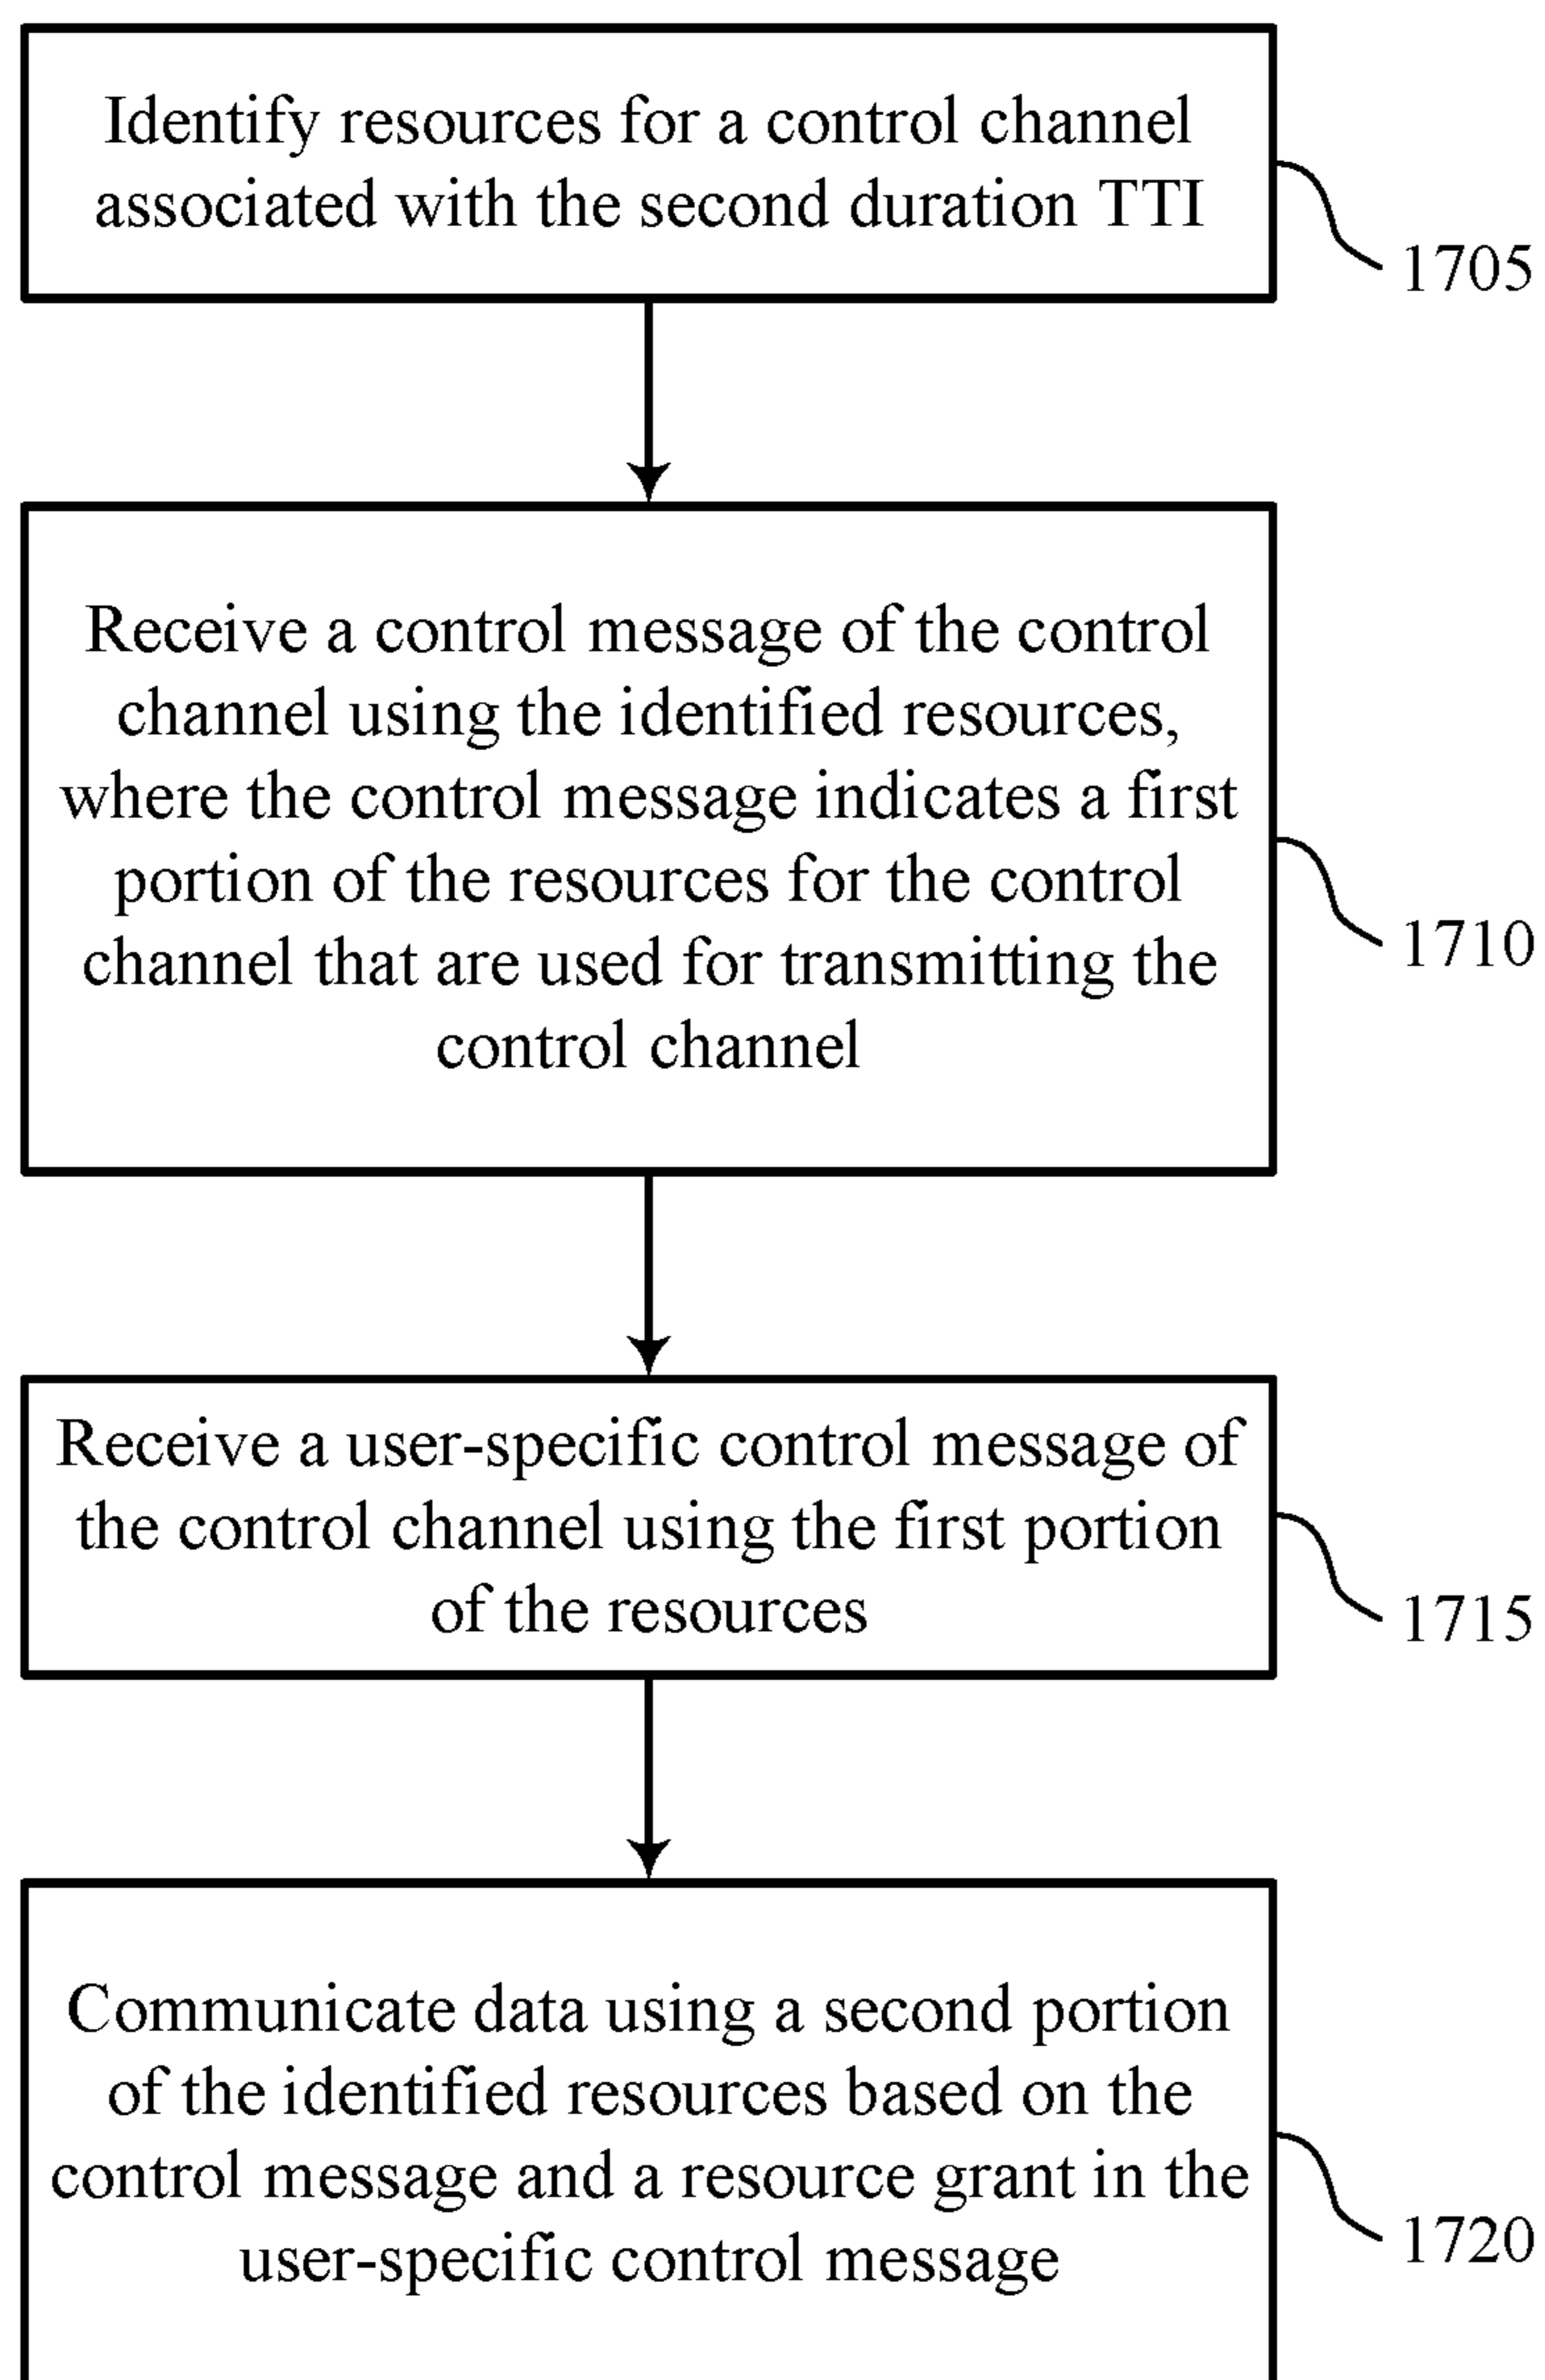 Identify resources for a control channel
associated with the second duration TTI
1705
Receive a control message of the control
channel using the identified resources,
where the control message indicates a first
portion of the resources for the control
channel that are used for transmitting the
control channel
1710
Receive a user-specific control message of
the control channel using the first portion
of the resources
1715
Communicate data using a second portion
of the identified resources based on the
control message and a resource grant in the
user-specific control message
1720